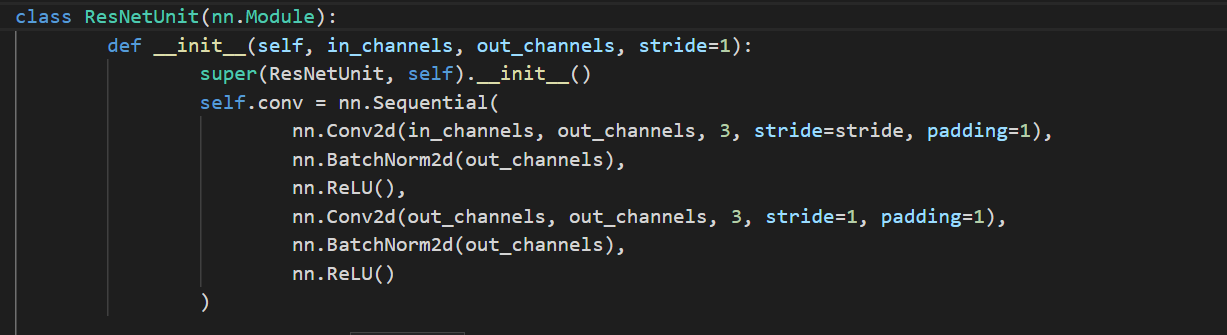 class ResNetUnit(nn.Module):
def __init__(self, in_channels, out_channels, stride=1):
super(ResNetUnit, self).__init__()
self.conv = nn.Sequential(
nn.Conv2d(in_channels, out_channels, 3, stride=stride, padding=1),
nn.BatchNorm2d(out_channels),
nn.ReLU(),
nn.Conv2d(out_channels, out_channels, 3, stride=1, padding=1),
nn.BatchNorm2d(out_channels),
nn.ReLU()
)